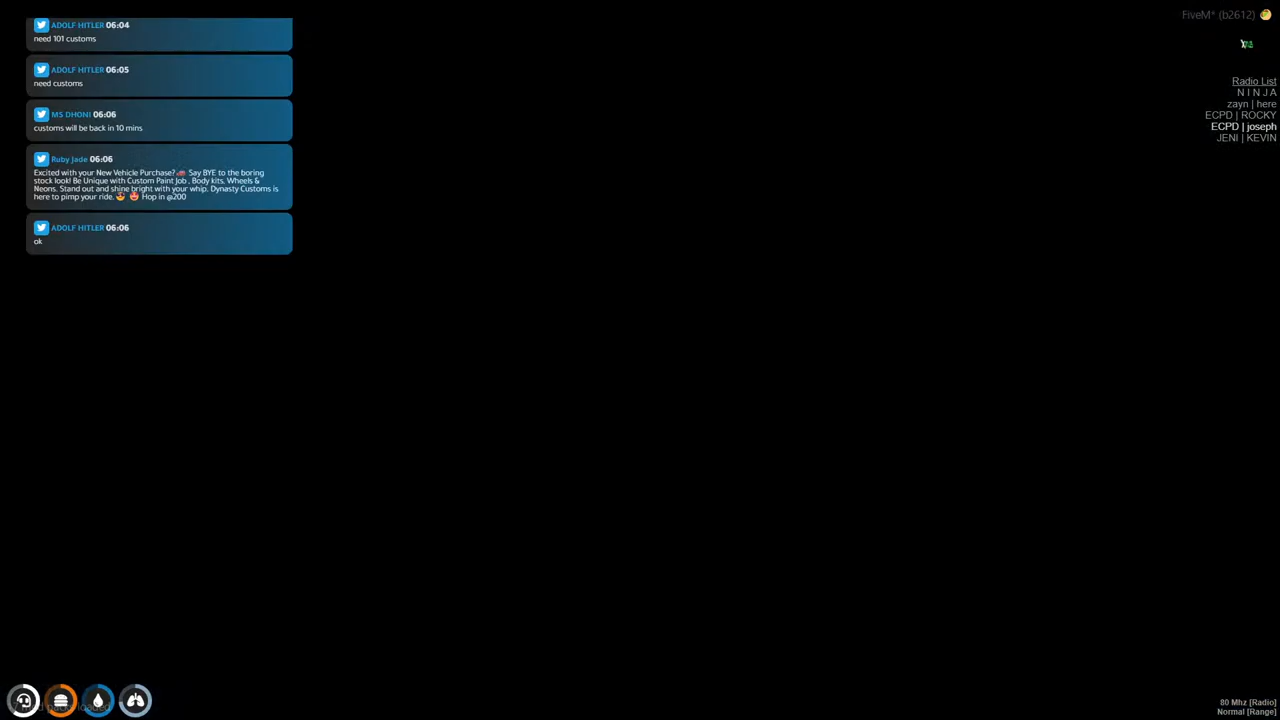 FiveM* (b2612)
ADOLF HITLER 06:04
need 101 customs
ADOLF HITLER 06:05
need customs
MS DHONI 06:06
customs will be back in 10 mins
Ruby Jade 06:06
Excited with your New Vehicle Purchase? Say BYE to the boring
stock look! Be Unique with Custom Paint Job , Body kits, Wheels &
Neons. Stand out and shine bright with your whip. Dynasty Customs is
here to pimp your ride. Hop in @200
ADOLF HITLER 06:06
ok
Radio List
N I N J A
zayn | here
ECPD | ROCKY
ECPD | joseph
JENI | KEVIN
80 Mhz [Radio]
Normal [Range]